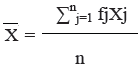 X̅ = ∑ⁿj=1 fjXj
n